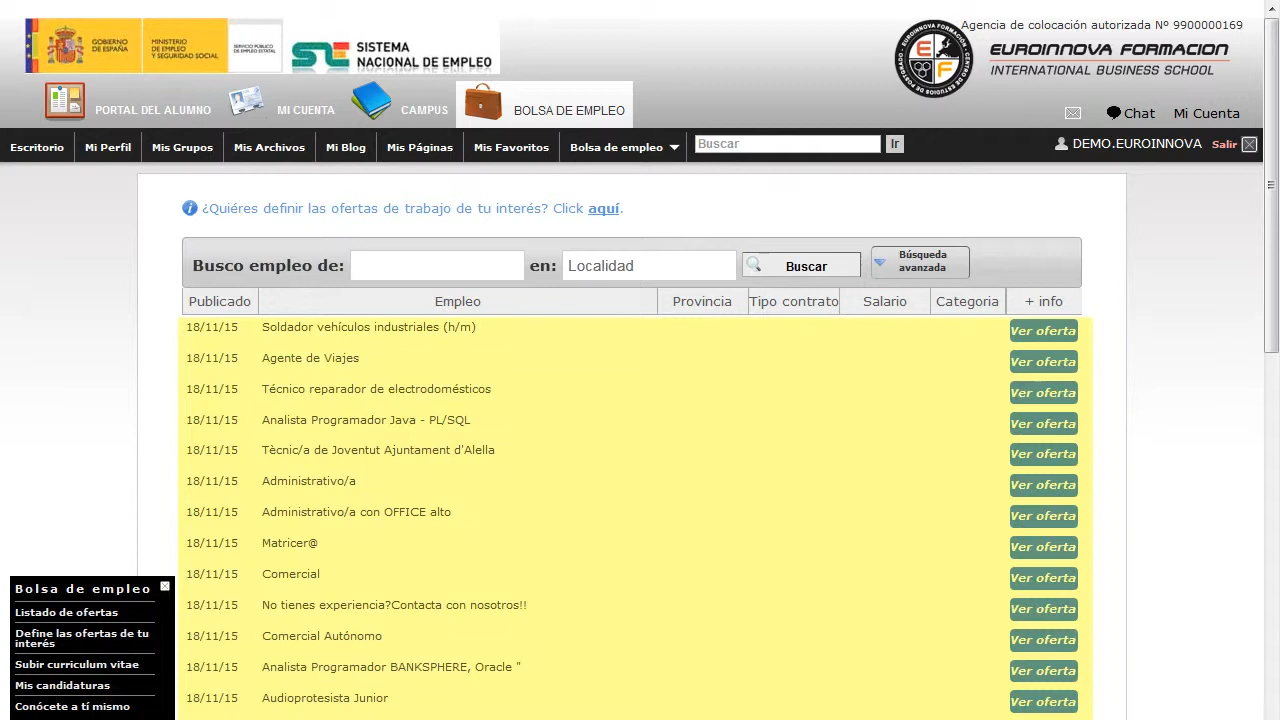 GOBIERNO DE ESPAÑA
MINISTERIO DE EMPLEO Y SEGURIDAD SOCIAL
SERVICIO PÚBLICO DE EMPLEO ESTATAL
SISTEMA NACIONAL DE EMPLEO
Agencia de colocación autorizada Nº 9900000169
EUROINNOVA FORMACION
INTERNATIONAL BUSINESS SCHOOL
PORTAL DEL ALUMNO MI CUENTA CAMPUS BOLSA DE EMPLEO
Chat Mi Cuenta
Escritorio Mi Perfil Mis Grupos Mis Archivos Mi Blog Mis Páginas Mis Favoritos Bolsa de empleo Buscar Ir DEMO.EUROINNOVA Salir
¿Quiéres definir las ofertas de trabajo de tu interés? Click aquí.
Busco empleo de: en: Localidad Buscar Búsqueda avanzada
Publicado Empleo Provincia Tipo contrato Salario Categoria + info
18/11/15 Soldador vehículos industriales (h/m) Ver oferta
18/11/15 Agente de Viajes Ver oferta
18/11/15 Técnico reparador de electrodomésticos Ver oferta
18/11/15 Analista Programador Java - PL/SQL Ver oferta
18/11/15 Tècnic/a de Joventut Ajuntament d'Alella Ver oferta
18/11/15 Administrativo/a Ver oferta
18/11/15 Administrativo/a con OFFICE alto Ver oferta
18/11/15 Matricer@ Ver oferta
18/11/15 Comercial Ver oferta
18/11/15 No tienes experiencia?Contacta con nosotros!! Ver oferta
18/11/15 Comercial Autónomo Ver oferta
18/11/15 Analista Programador BANKSPHERE, Oracle " Ver oferta
18/11/15 Audioprotesista Junior Ver oferta
Bolsa de empleo
Listado de ofertas
Define las ofertas de tu
interés
Subir curriculum vitae
Mis candidaturas
Conócete a tí mismo